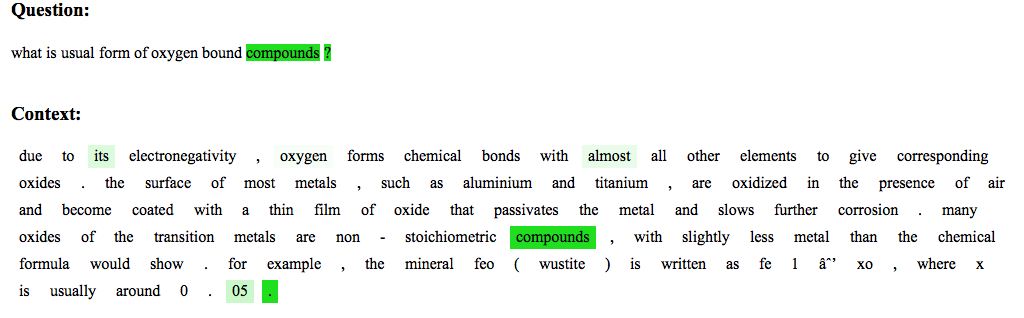 Question:
what is usual form of oxygen bound compounds ?
Context:
due to its electronegativity , oxygen forms chemical bonds with almost all other elements to give corresponding
oxides . the surface of most metals , such as aluminium and titanium , are oxidized in the presence of air
and become coated with a thin film of oxide that passivates the metal and slows further corrosion . many
oxides of the transition metals are non - stoichiometric compounds , with slightly less metal than the chemical
formula would show . for example , the mineral feo ( wustite ) is written as fe 1 âˆ’ xo , where x
is usually around 0 . 05 .